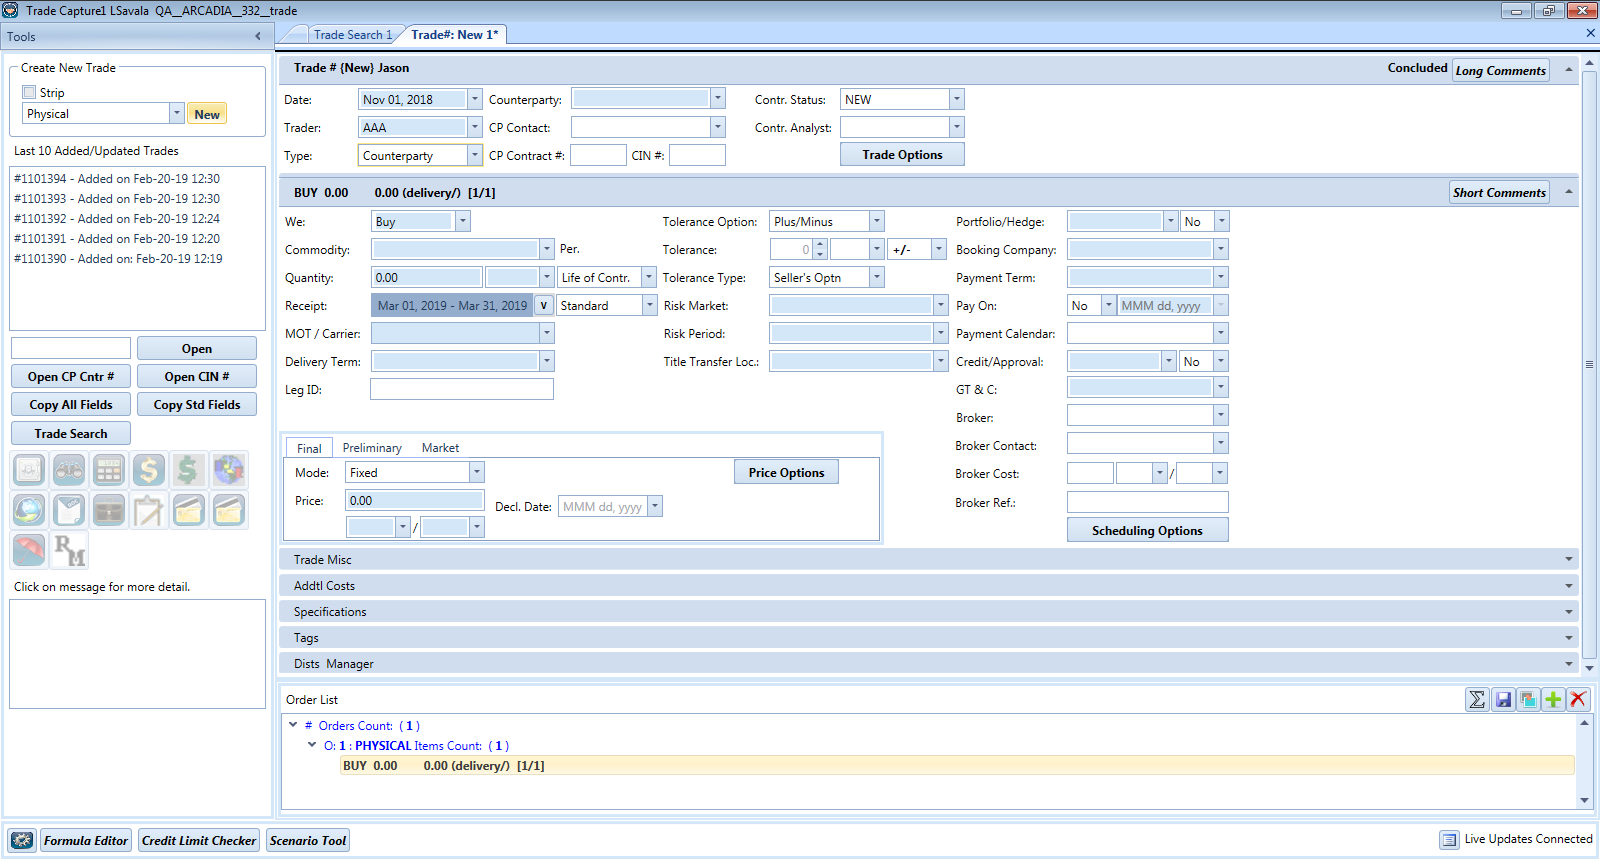 Trade Capture1 LSavala QA__ARCADIA__332__trade
Tools
Trade Search 1
Trade#: New 1*
Create New Trade
Strip
Physical
New
Last 10 Added/Updated Trades
#1101394 - Added on Feb-20-19 12:30
#1101393 - Added on Feb-20-19 12:30
#1101392 - Added on Feb-20-19 12:24
#1101391 - Added on Feb-20-19 12:20
#1101390 - Added on: Feb-20-19 12:19
Open
Open CP Cntr #
Open CIN #
Copy All Fields
Copy Std Fields
Trade Search
RM
Click on message for more detail.
Trade # {New} Jason
Concluded
Long Comments
Date: Nov 01, 2018
Counterparty:
Contr. Status: NEW
Trader: AAA
CP Contact:
Contr. Analyst:
Type: Counterparty
CP Contract #:
CIN #:
Trade Options
BUY 0.00 0.00 (delivery/) [1/1]
Short Comments
We: Buy
Tolerance Option: Plus/Minus
Portfolio/Hedge: No
Commodity: Per.
Tolerance: 0 +/-
Booking Company:
Quantity: 0.00 Life of Contr.
Tolerance Type: Seller's Optn
Payment Term:
Receipt: Mar 01, 2019 - Mar 31, 2019 v Standard
Risk Market:
Pay On: No MMM dd, yyyy
MOT / Carrier:
Risk Period:
Payment Calendar:
Delivery Term:
Title Transfer Loc.:
Credit/Approval: No
Leg ID:
GT & C:
Broker:
Broker Contact:
Broker Cost: /
Broker Ref.:
Scheduling Options
Final Preliminary Market
Mode: Fixed
Price Options
Price: 0.00
Decl. Date: MMM dd, yyyy
/
Trade Misc
Addtl Costs
Specifications
Tags
Dists Manager
Order List
# Orders Count: ( 1 )
O: 1 : PHYSICAL Items Count: ( 1 )
BUY 0.00 0.00 (delivery/) [1/1]
Formula Editor
Credit Limit Checker
Scenario Tool
Live Updates Connected